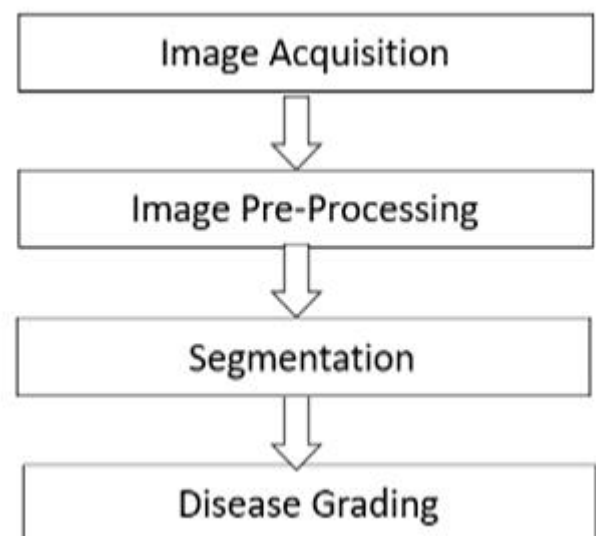 Image Acquisition
Image Pre-Processing
Segmentation
Disease Grading